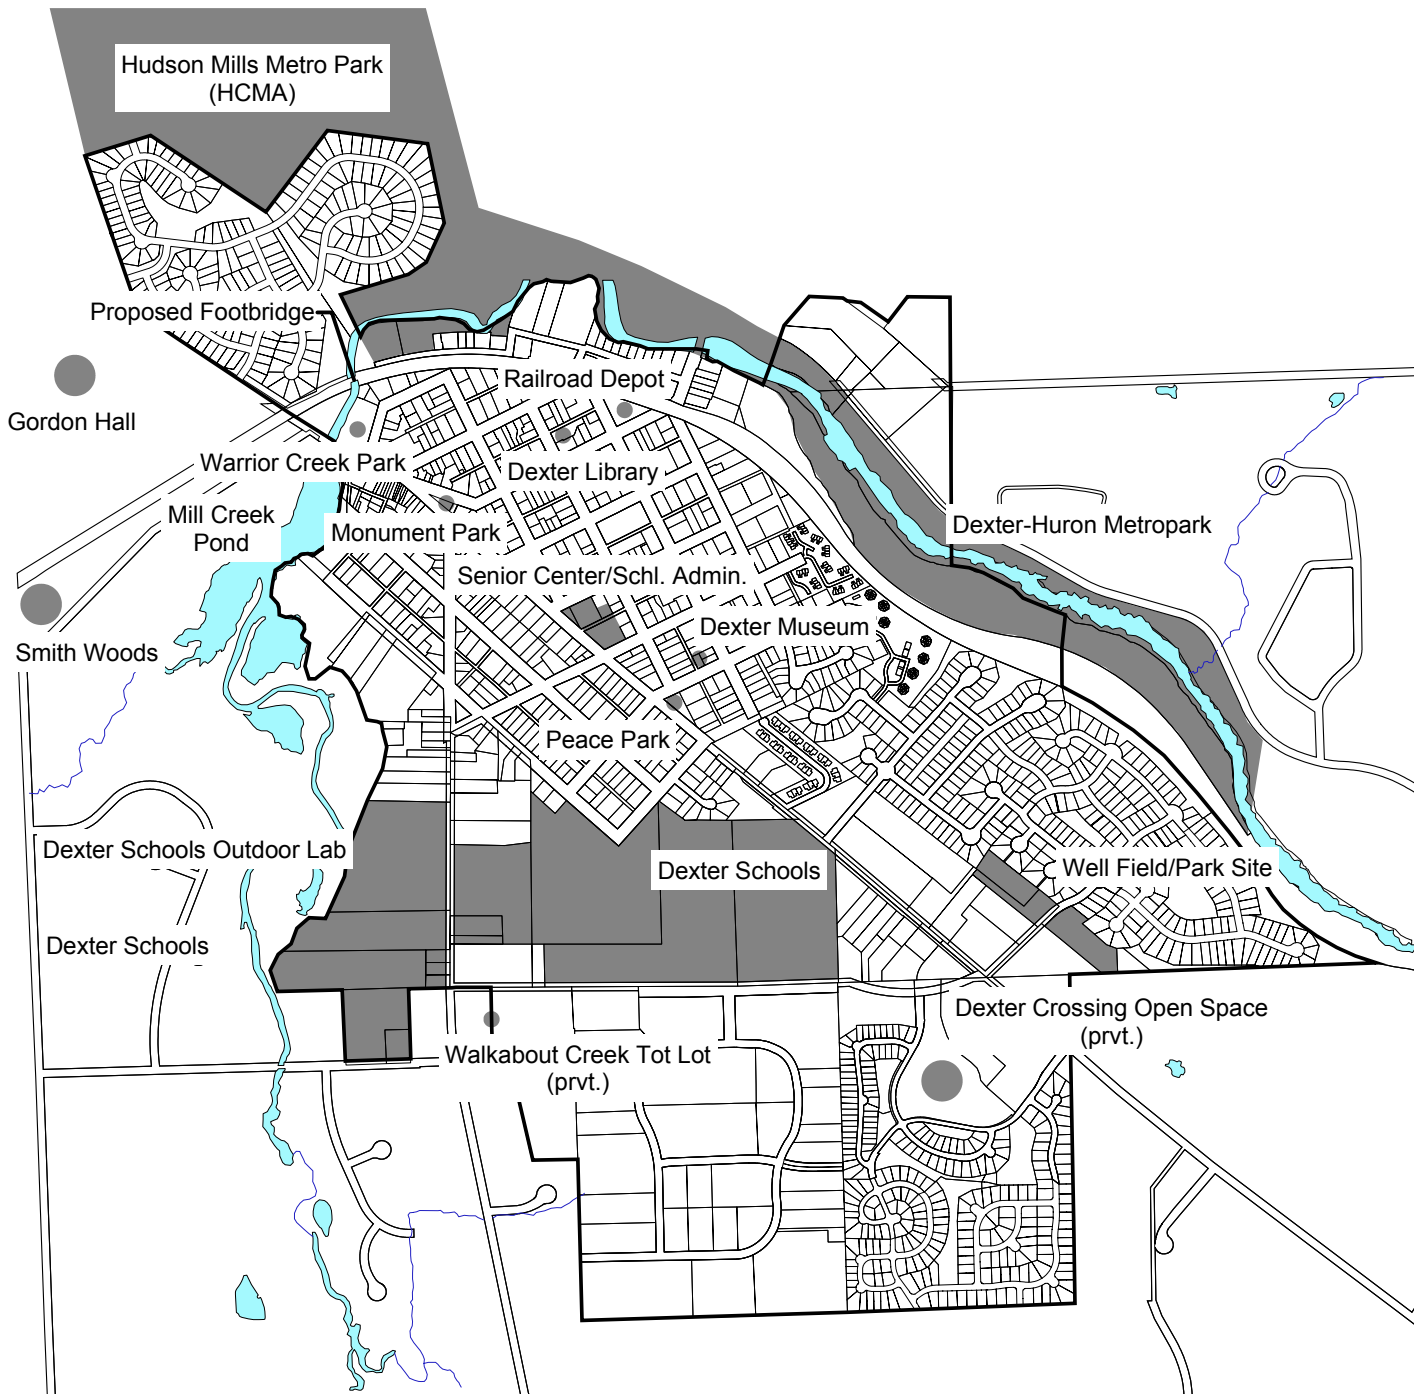 Hudson Mills Metro Park
(HCMA)
Proposed Footbridge
Railroad Depot
Gordon Hall
Warrior Creek Park
Dexter Library
Mill Creek
Pond
Monument Park
Dexter-Huron Metropark
Senior Center/Schl. Admin.
Dexter Museum
Smith Woods
Peace Park
Dexter Schools Outdoor Lab
Dexter Schools
Well Field/Park Site
Dexter Schools
Dexter Crossing Open Space
(prvt.)
Walkabout Creek Tot Lot
(prvt.)